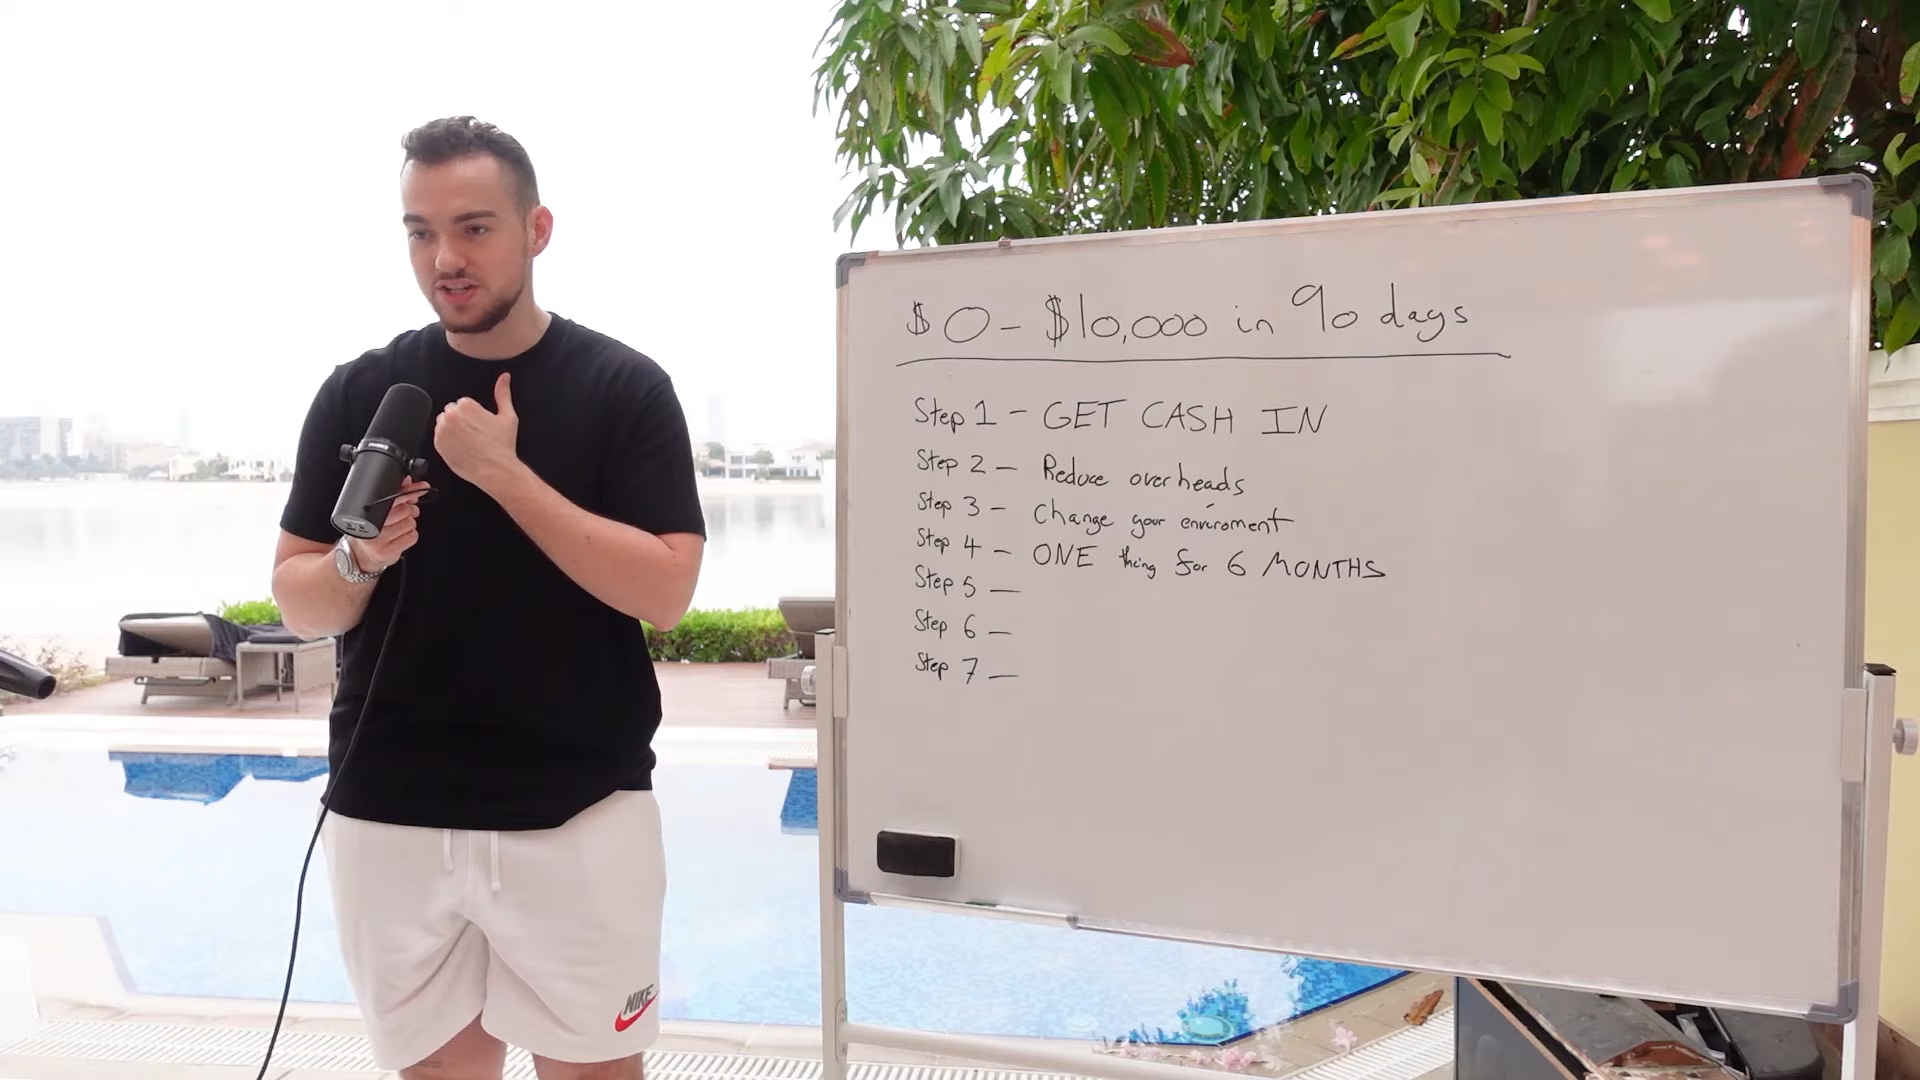 $0 - $10,000 in 90 days
Step 1 - GET CASH IN
Step 2 - Reduce overheads
Step 3 - Change your enviroment
Step 4 - ONE thing for 6 MONTHS
Step 5 -
Step 6 -
Step 7 -
NIKE